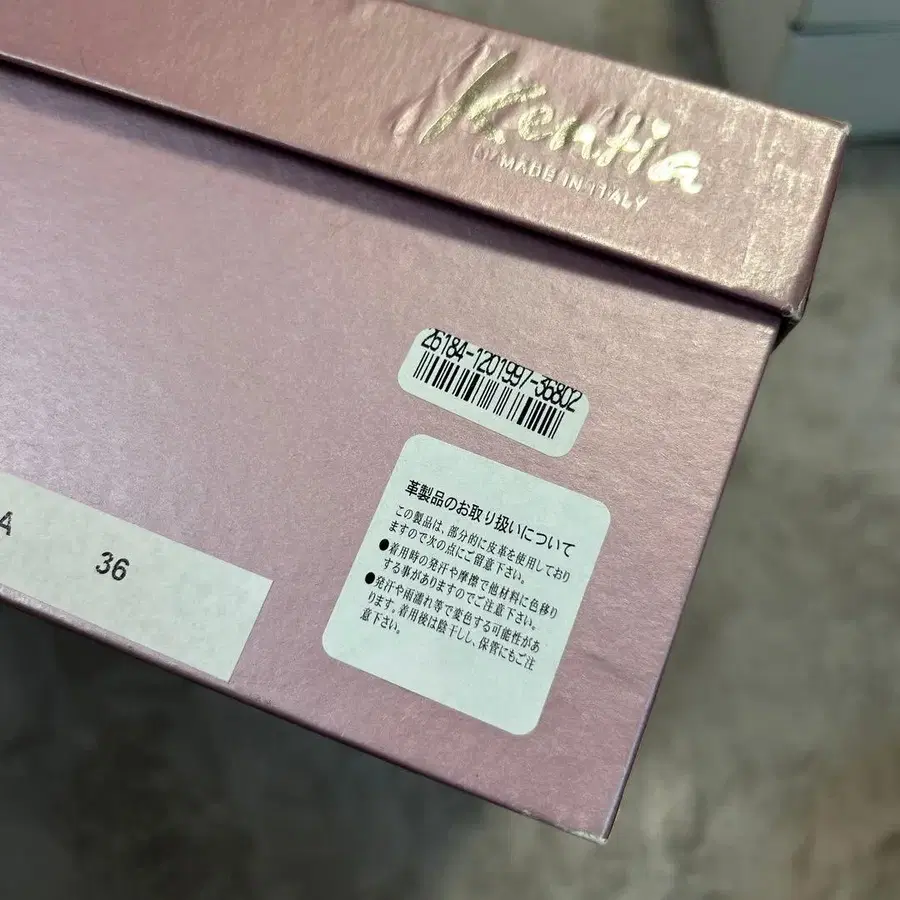 Kentia
MADE IN ITALY
26184-1201997-36802
革製品のお取り扱いについて
この製品は、部分的に皮革を使用しており
ますので次の点にご留意下さい。
●着用時の発汗や摩擦で他材料に色移り
する事がありますのでご注意下さい。
●発汗や雨濡れ等で変色する可能性があ
ります。着用後は陰干しし、保管にもご注
意下さい。
A 36